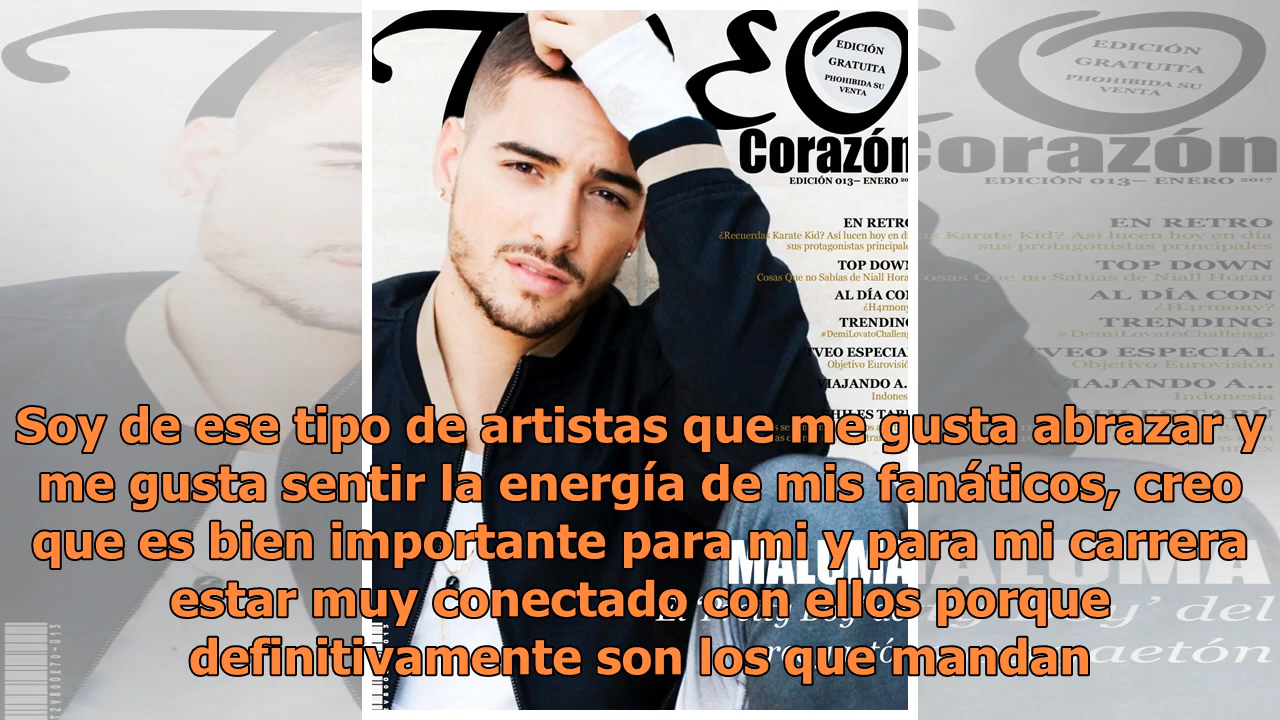 EO
EDICIÓN
GRATUITA
PHOHIBIDA SU
VENTA
Corazón
EDICIÓN 013– ENERO 2017
EN RETRO
¿Recuerdas Karate Kid? Así lucen hoy en día
sus protagonistas principales
TOP DOWN
Cosas Que no Sabías de Niall Horan
AL DÍA CON
¿H4rmony?
TRENDING
#DemiLovatoChallenge
TVEO ESPECIAL
Objetivo Eurovisión
VIAJANDO A...
Indonesia
Soy de ese tipo de artistas que me gusta abrazar y
me gusta sentir la energía de mis fanáticos, creo
que es bien importante para mi y para mi carrera
estar muy conectado con ellos porque
definitivamente son los que mandan
MALUMA